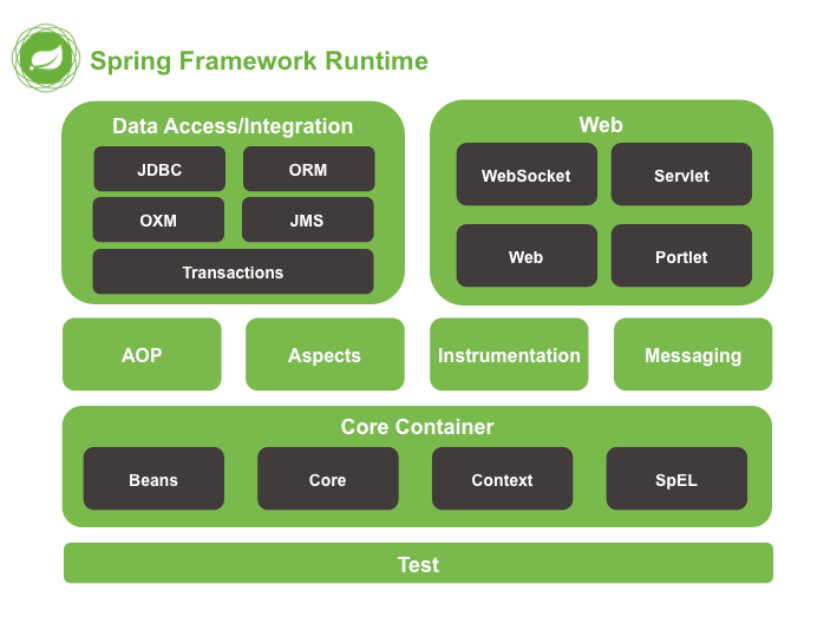 Spring Framework Runtime
Data Access/Integration
JDBC
ORM
OXM
JMS
Transactions
Web
WebSocket
Servlet
Web
Portlet
AOP
Aspects
Instrumentation
Messaging
Core Container
Beans
Core
Context
SpEL
Test